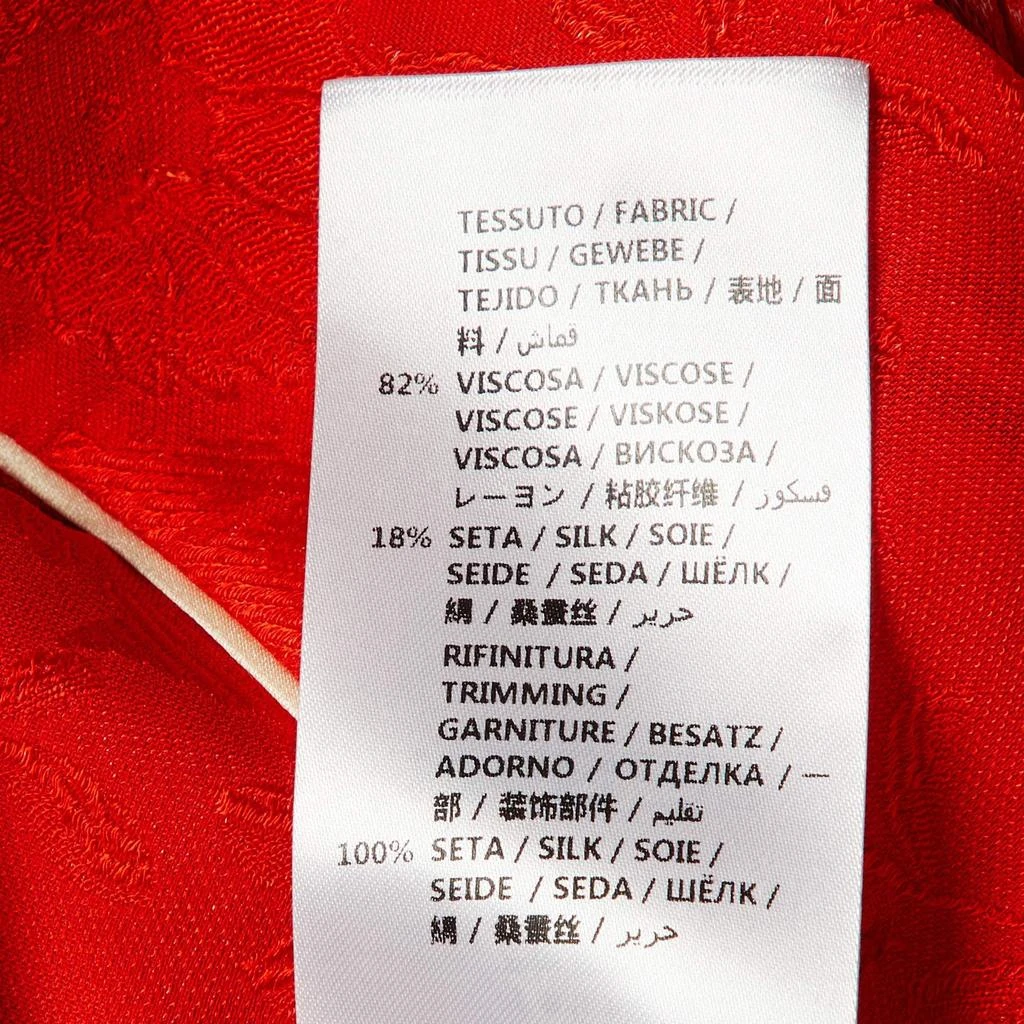 TESSUTO / FABRIC /
TISSU / GEWEBE /
TEJIDO / ТКАНЬ / 表地 / 面
料 / قماش
82% VISCOSA / VISCOSE /
VISCOSE / VISKOSE /
VISCOSA / ВИСКОЗА /
レーヨン / 粘胶纤维 / فسكور
18% SETA / SILK / SOIE /
SEIDE / SEDA / ШЁЛК /
絹 / 桑蚕丝 / حرير
RIFINITURA /
TRIMMING /
GARNITURE / BESATZ /
ADORNO / ОТДЕЛКА / 一
部 / 装饰部件 / تقليم
100% SETA / SILK / SOIE /
SEIDE / SEDA / ШЁЛК /
絹 / 桑蚕丝 / حرير